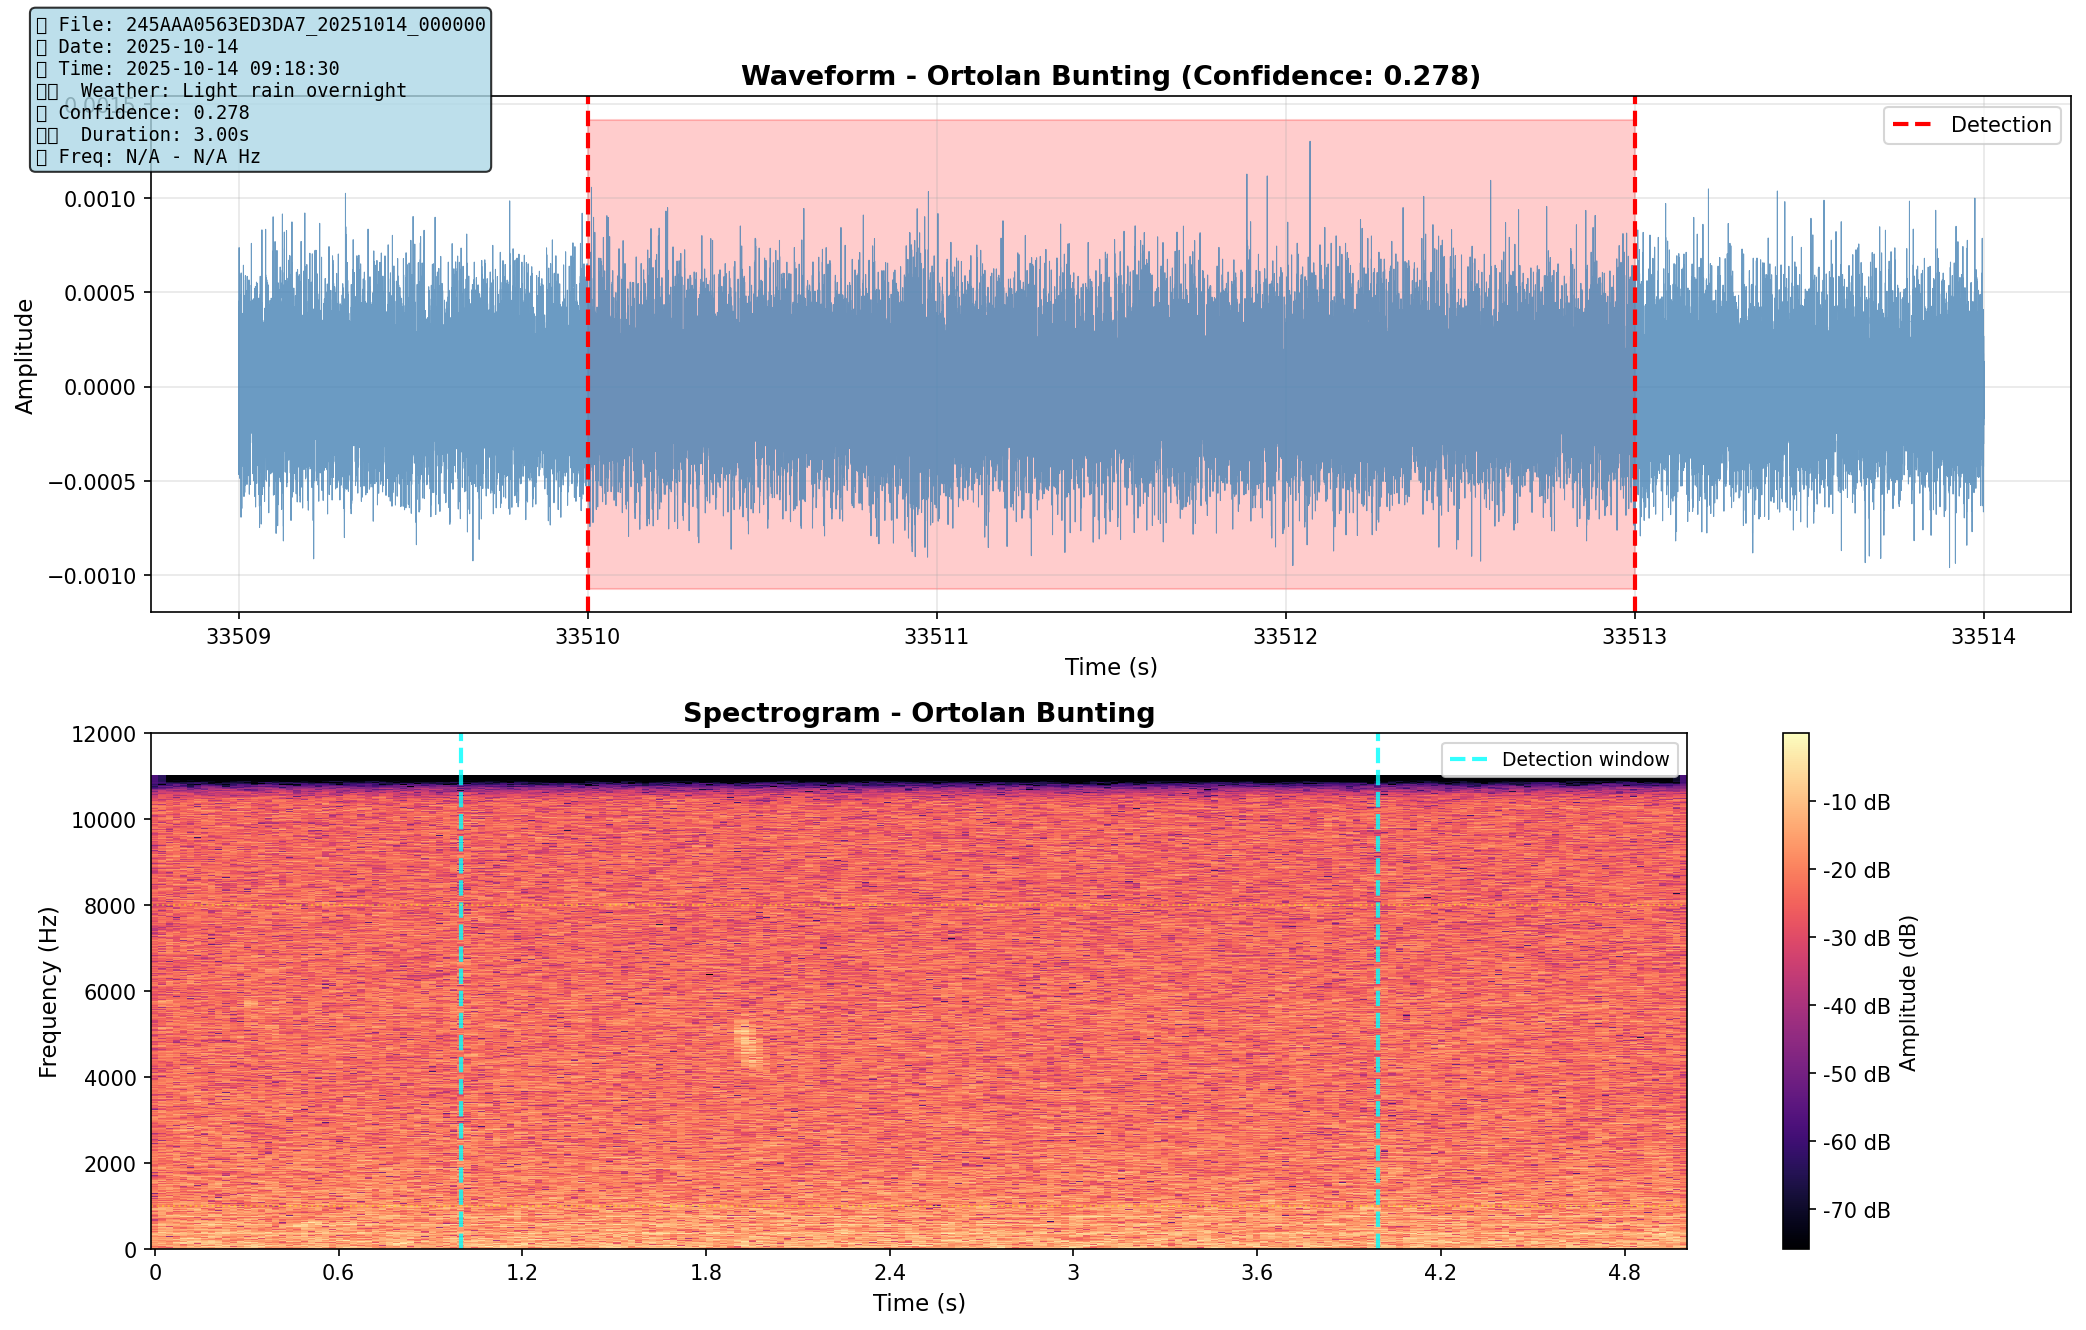 File: 245AAA0563ED3DA7_20251014_000000
Date: 2025-10-14
Time: 2025-10-14 09:18:30
Weather: Light rain overnight
Confidence: 0.278
Duration: 3.00s
Freq: N/A - N/A Hz
Waveform - Ortolan Bunting (Confidence: 0.278)
Detection
Amplitude
0.0015
0.0010
0.0005
0.0000
−0.0005
−0.0010
33509 33510 33511 33512 33513 33514
Time (s)
Spectrogram - Ortolan Bunting
Detection window
Frequency (Hz)
12000
10000
8000
6000
4000
2000
0
0 0.6 1.2 1.8 2.4 3 3.6 4.2 4.8
Time (s)
-10 dB
-20 dB
-30 dB
-40 dB
-50 dB
-60 dB
-70 dB
Amplitude (dB)